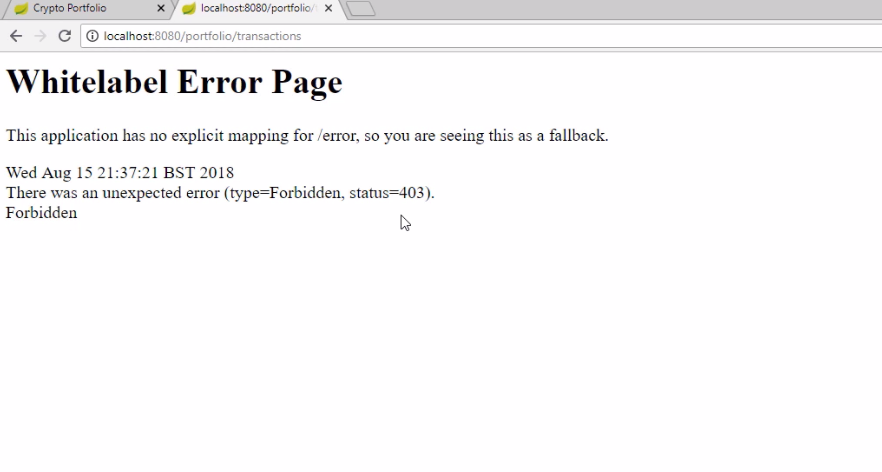 Crypto Portfolio
localhost:8080/portfolio/
localhost:8080/portfolio/transactions
Whitelabel Error Page
This application has no explicit mapping for /error, so you are seeing this as a fallback.
Wed Aug 15 21:37:21 BST 2018
There was an unexpected error (type=Forbidden, status=403).
Forbidden